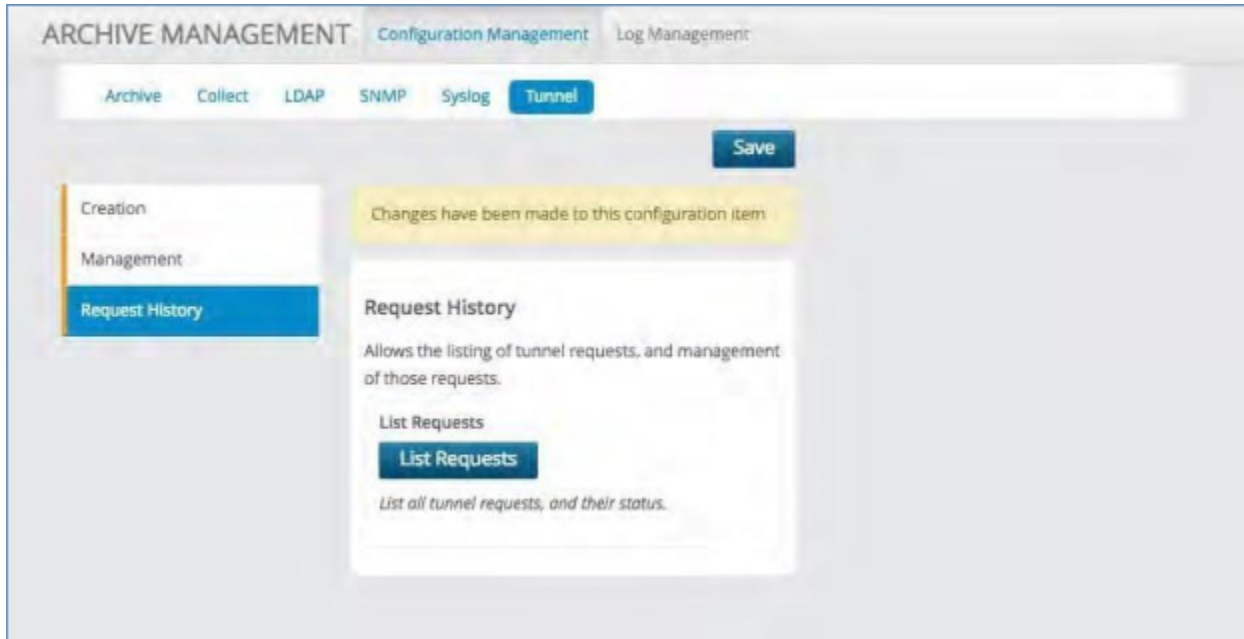 ARCHIVE MANAGEMENT Configuration Management Log Management
Archive Collect LDAP SNMP Syslog Tunnel
Save
Creation
Management
Request History
Changes have been made to this configuration item
Request History
Allows the listing of tunnel requests, and management
of those requests.
List Requests
List Requests
List all tunnel requests, and their status.